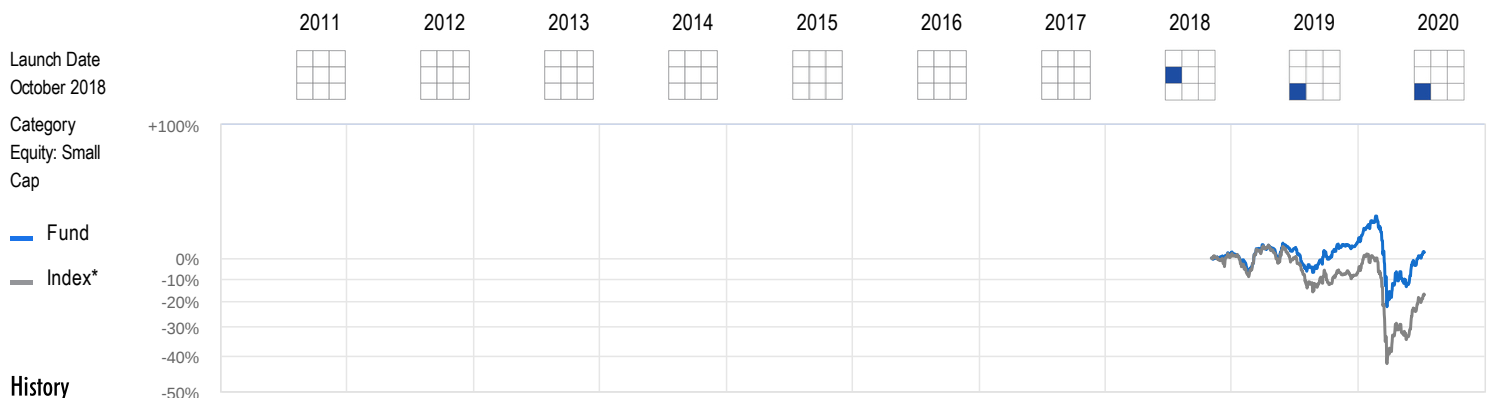 2011 2012 2013 2014 2015 2016 2017 2018 2019 2020
Launch Date
October 2018
Category
Equity: Small
Cap
Fund
Index*
+100%
0%
-10%
-20%
-30%
-40%
-50%
History